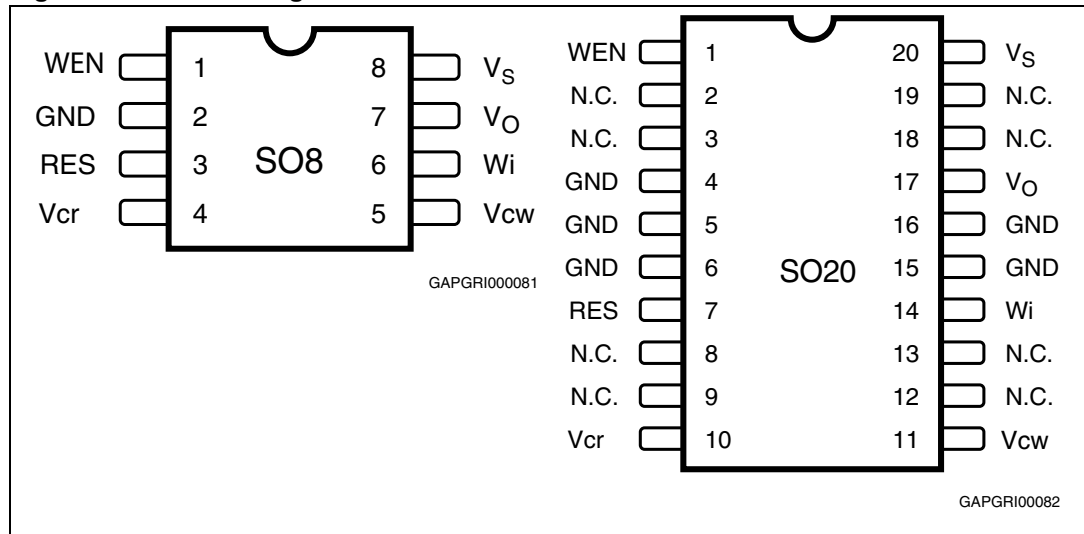 WEN 1 8 VS
GND 2 7 VO
RES 3 SO8 6 Wi
Vcr 4 5 Vcw
GAPGRI000081
WEN 1 20 VS
N.C. 2 19 N.C.
N.C. 3 18 N.C.
GND 4 17 VO
GND 5 16 GND
GND 6 SO20 15 GND
RES 7 14 Wi
N.C. 8 13 N.C.
N.C. 9 12 N.C.
Vcr 10 11 Vcw
GAPGRI00082